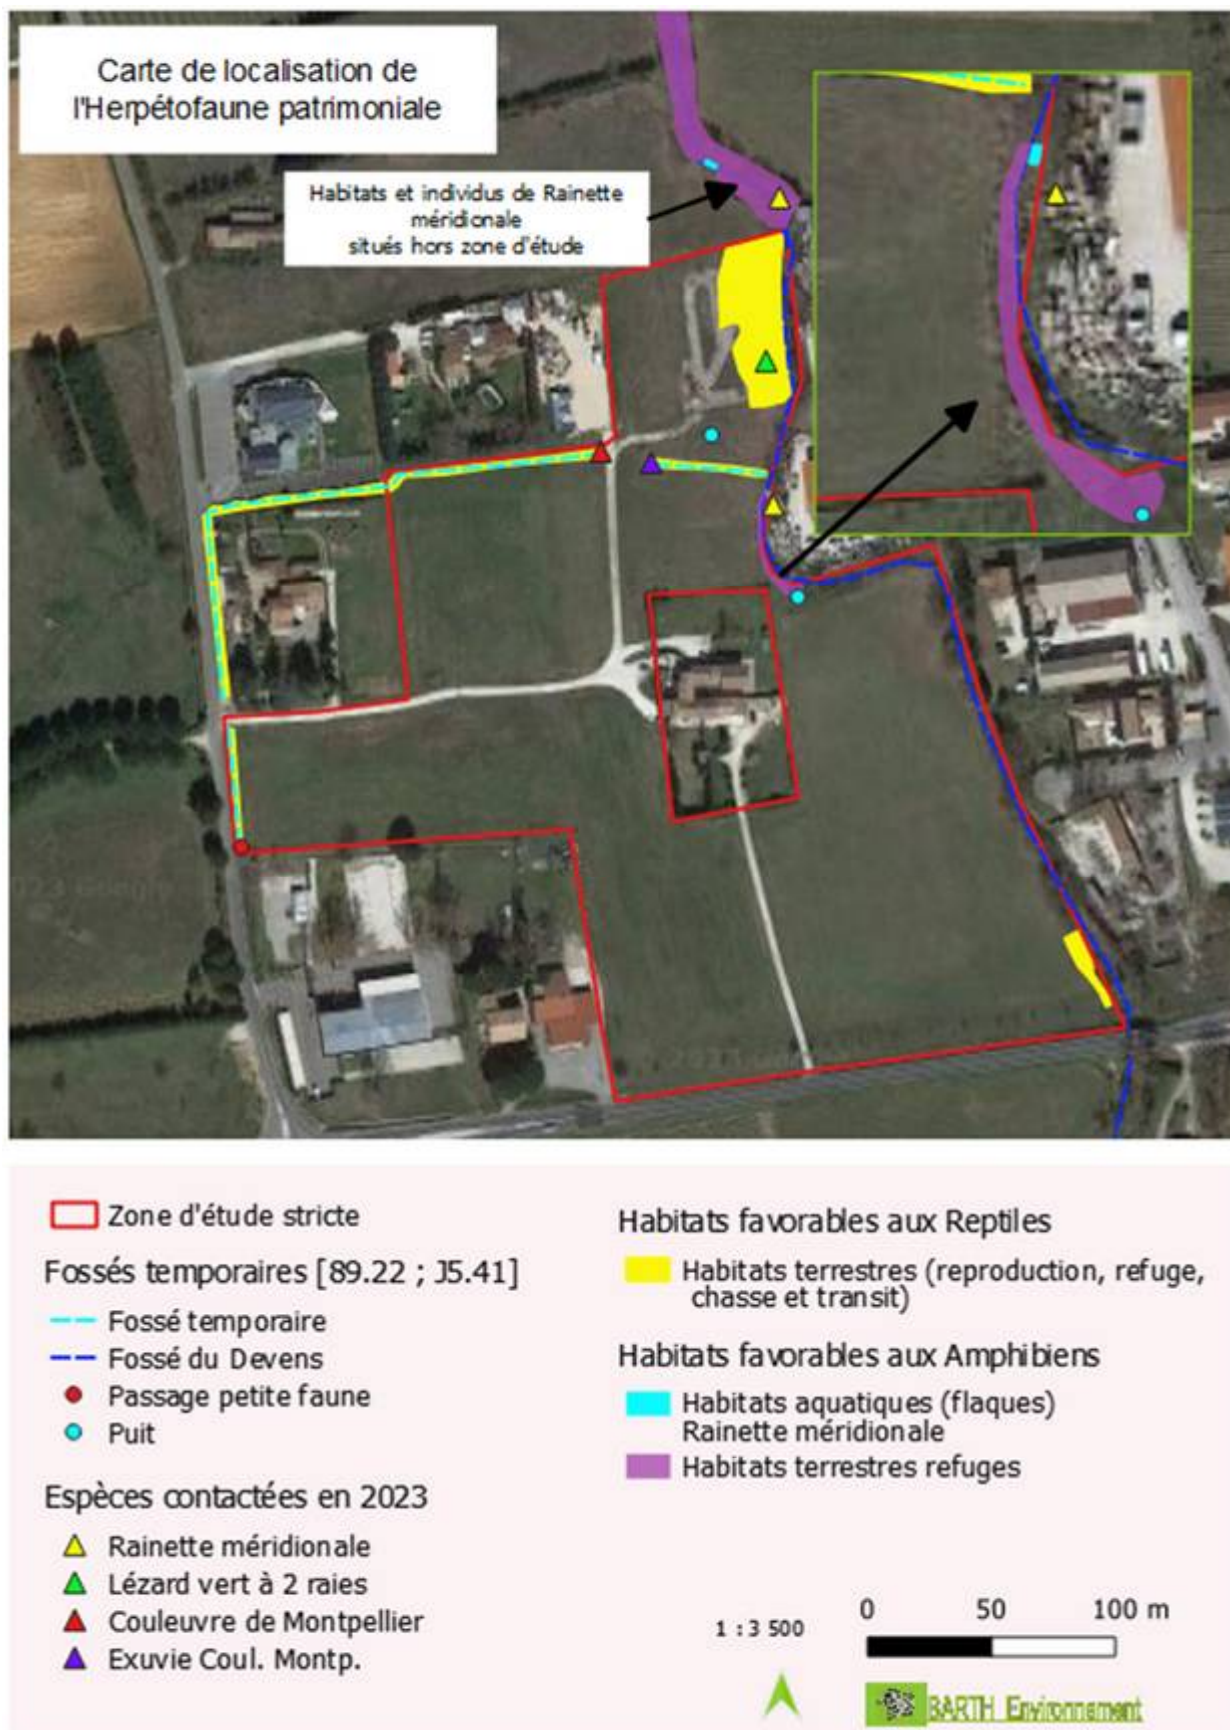 Carte de localisation de
l'Herpétofaune patrimoniale
Habitats et individus de Rainette
méridionale
situés hors zone d'étude
Zone d'étude stricte
Fossés temporaires [89.22 ; J5.41]
Fossé temporaire
Fossé du Devens
Passage petite faune
Puit
Espèces contactées en 2023
Rainette méridionale
Lézard vert à 2 raies
Couleuvre de Montpellier
Exuvie Coul. Montp.
Habitats favorables aux Reptiles
Habitats terrestres (reproduction, refuge,
chasse et transit)
Habitats favorables aux Amphibiens
Habitats aquatiques (flaques)
Rainette méridionale
Habitats terrestres refuges
1 : 3 500
0 50 100 m
BARTH Environnement